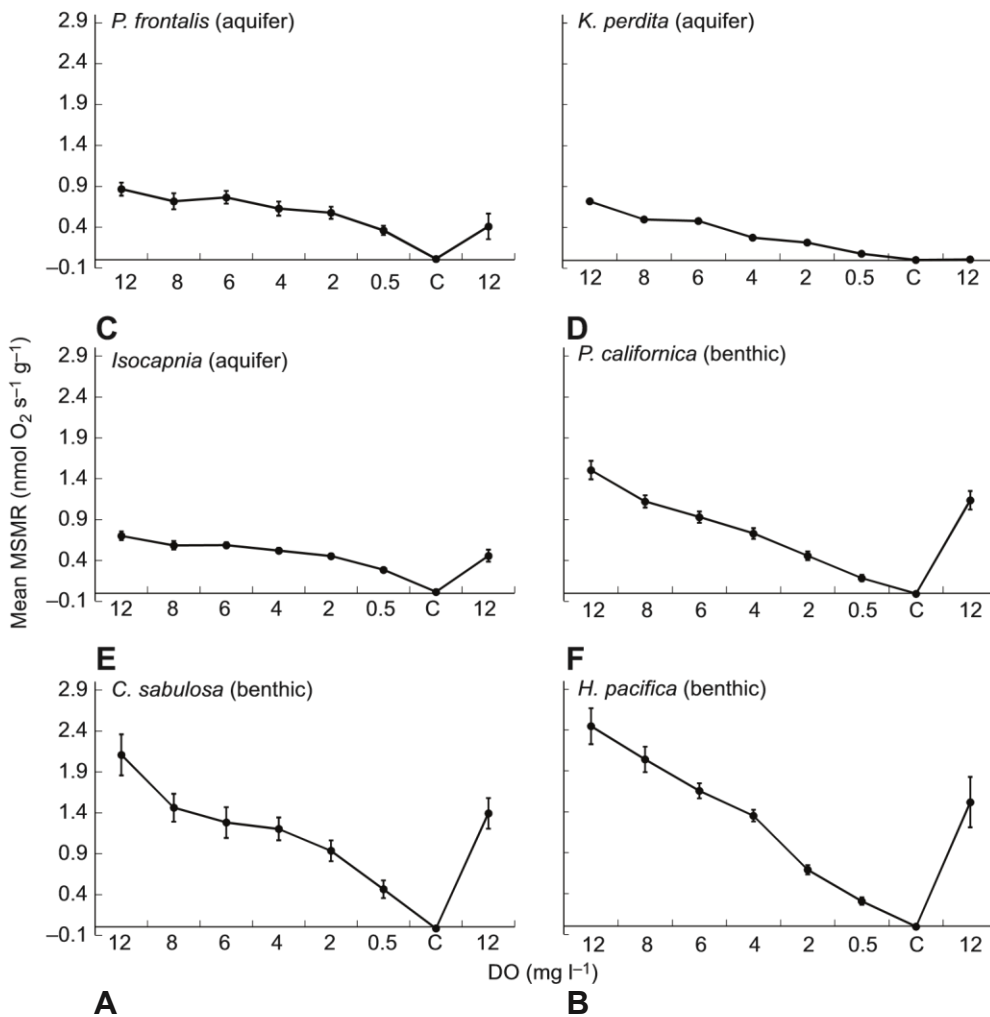 P. frontalis (aquifer)
2.9
2.4
1.9
1.4
0.9
0.4
–0.1
12 8 6 4 2 0.5 C 12
K. perdita (aquifer)
12 8 6 4 2 0.5 C 12
C
Isocapnia (aquifer)
2.9
2.4
1.9
1.4
0.9
0.4
–0.1
12 8 6 4 2 0.5 C 12
D
P. californica (benthic)
12 8 6 4 2 0.5 C 12
Mean MSMR (nmol O₂ s⁻¹ g⁻¹)
E
C. sabulosa (benthic)
2.9
2.4
1.9
1.4
0.9
0.4
–0.1
12 8 6 4 2 0.5 C 12
F
H. pacifica (benthic)
12 8 6 4 2 0.5 C 12
DO (mg l⁻¹)
A
B